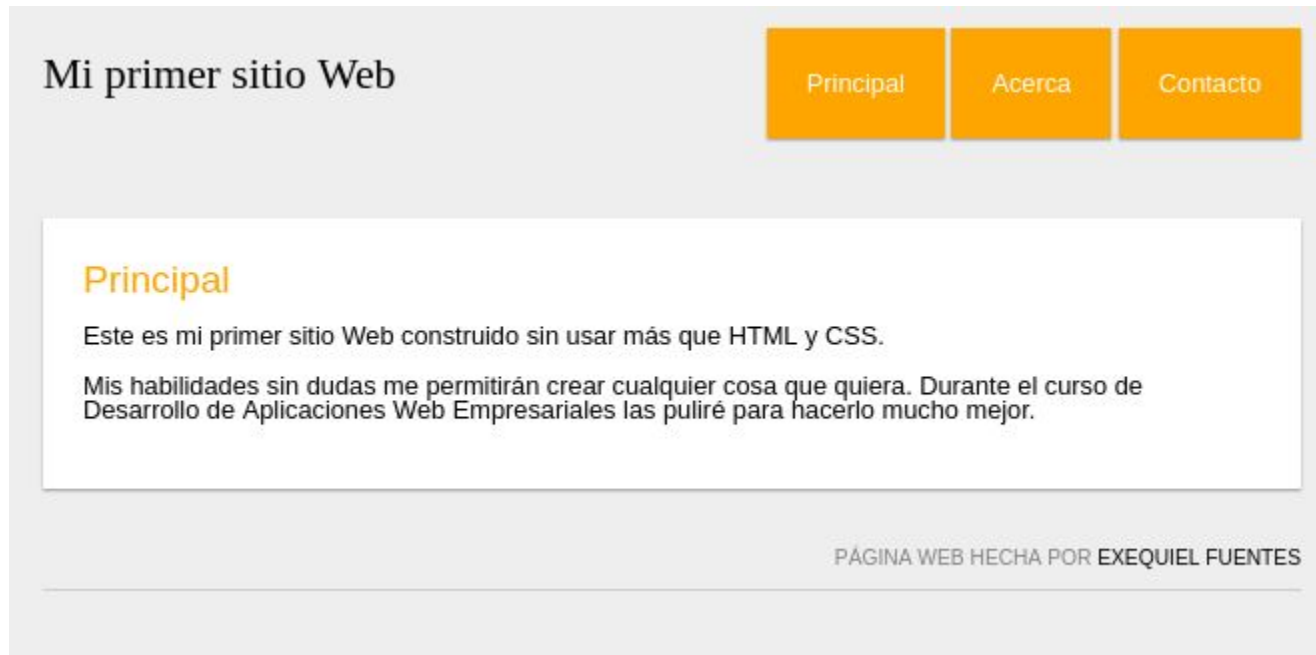 Mi primer sitio Web
Principal
Acerca
Contacto
Principal
Este es mi primer sitio Web construido sin usar más que HTML y CSS.
Mis habilidades sin dudas me permitirán crear cualquier cosa que quiera. Durante el curso de
Desarrollo de Aplicaciones Web Empresariales las puliré para hacerlo mucho mejor.
PÁGINA WEB HECHA POR EXEQUIEL FUENTES